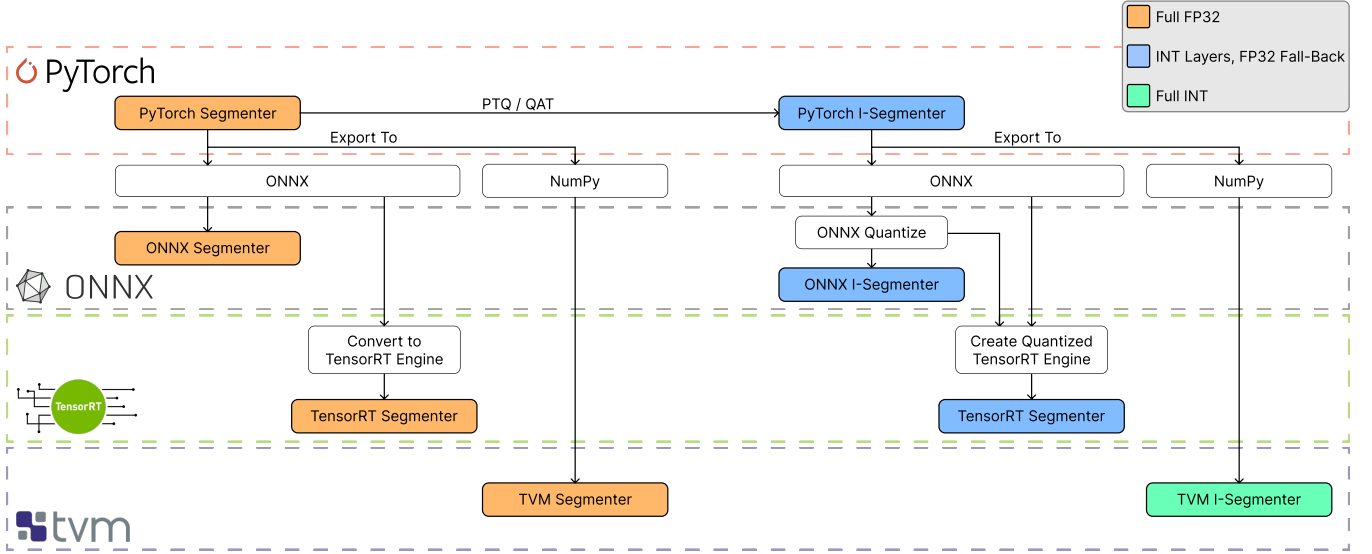 Full FP32
INT Layers, FP32 Fall-Back
Full INT
PyTorch
PyTorch Segmenter
PTQ / QAT
PyTorch I-Segmenter
Export To
Export To
ONNX
NumPy
ONNX
NumPy
ONNX Segmenter
ONNX Quantize
ONNX
ONNX I-Segmenter
Convert to
TensorRT Engine
Create Quantized
TensorRT Engine
TensorRT
TensorRT Segmenter
TensorRT Segmenter
TVM Segmenter
TVM I-Segmenter
tvm